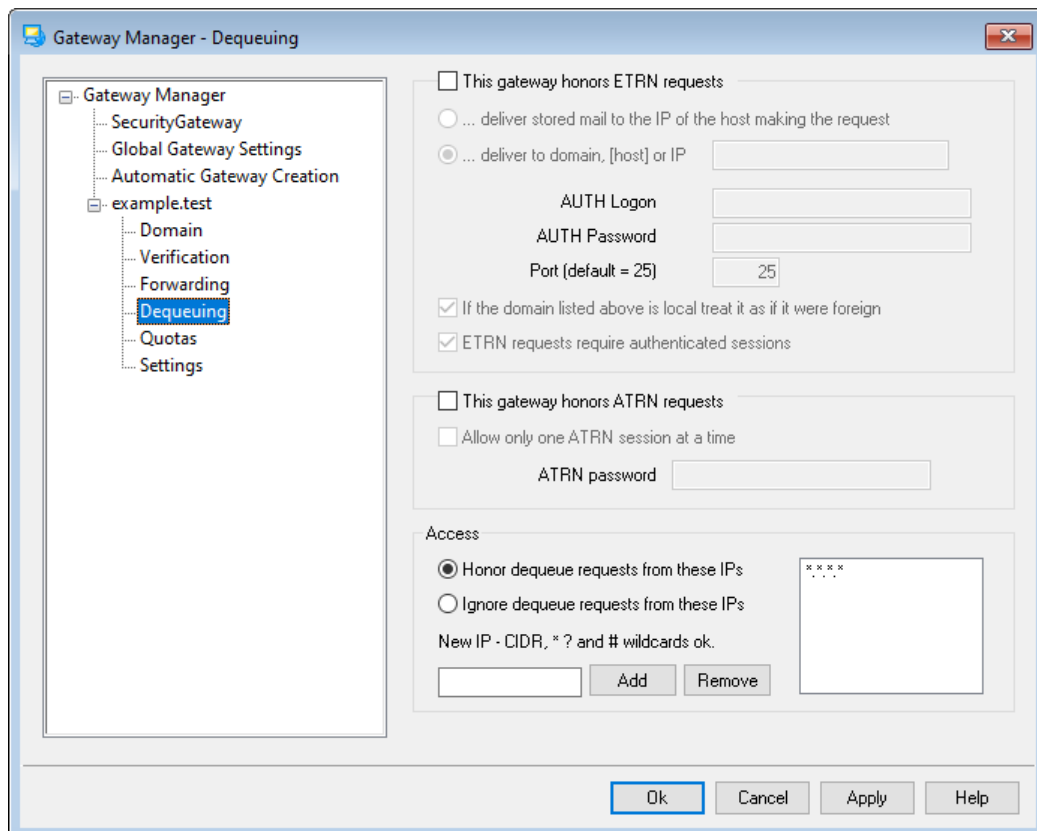 Gateway Manager - Dequeuing
Gateway Manager
SecurityGateway
Global Gateway Settings
Automatic Gateway Creation
example.test
Domain
Verification
Forwarding
Dequeuing
Quotas
Settings
This gateway honors ETRN requests
... deliver stored mail to the IP of the host making the request
... deliver to domain, [host] or IP
AUTH Logon
AUTH Password
Port (default = 25) 25
If the domain listed above is local treat it as if it were foreign
ETRN requests require authenticated sessions
This gateway honors ATRN requests
Allow only one ATRN session at a time
ATRN password
Access
Honor dequeue requests from these IPs
Ignore dequeue requests from these IPs
New IP - CIDR, * ? and # wildcards ok.
Add Remove
*.*.*.*
Ok Cancel Apply Help